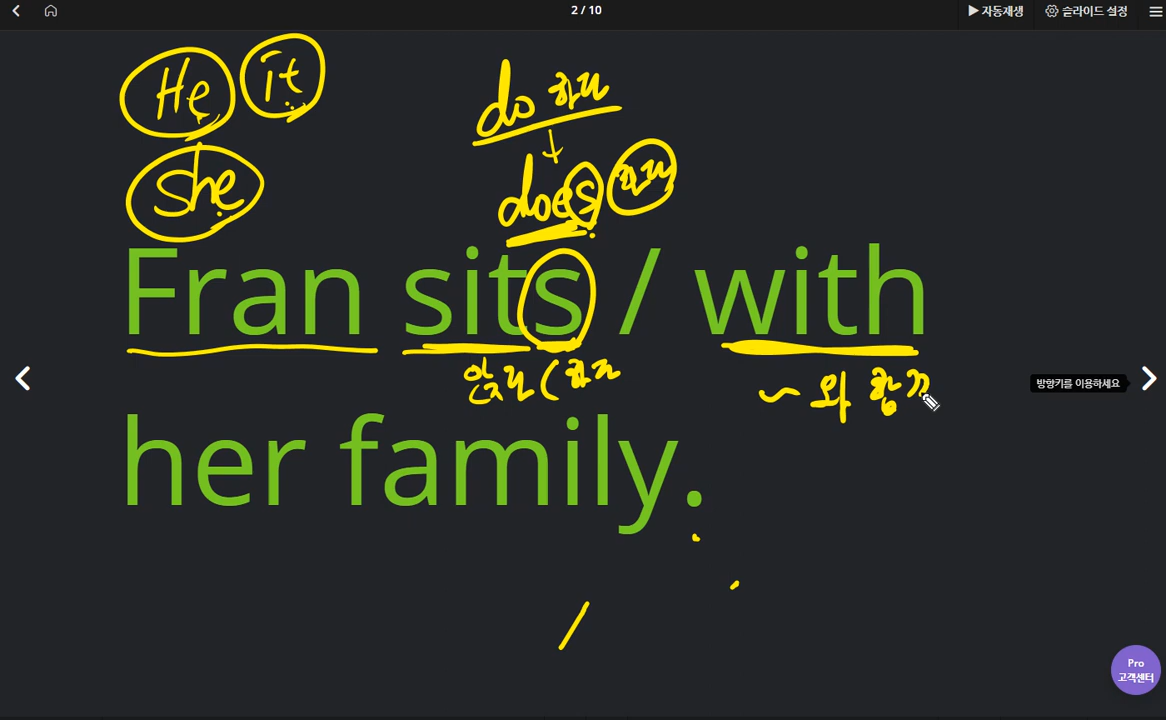 2 / 10
▶ 자동재생
슬라이드 설정
He it
do 하다
she
does
Fran sits / with
앉다 (하다
~와 함께
방향키를 이용하세요
her family.
Pro
고객센터